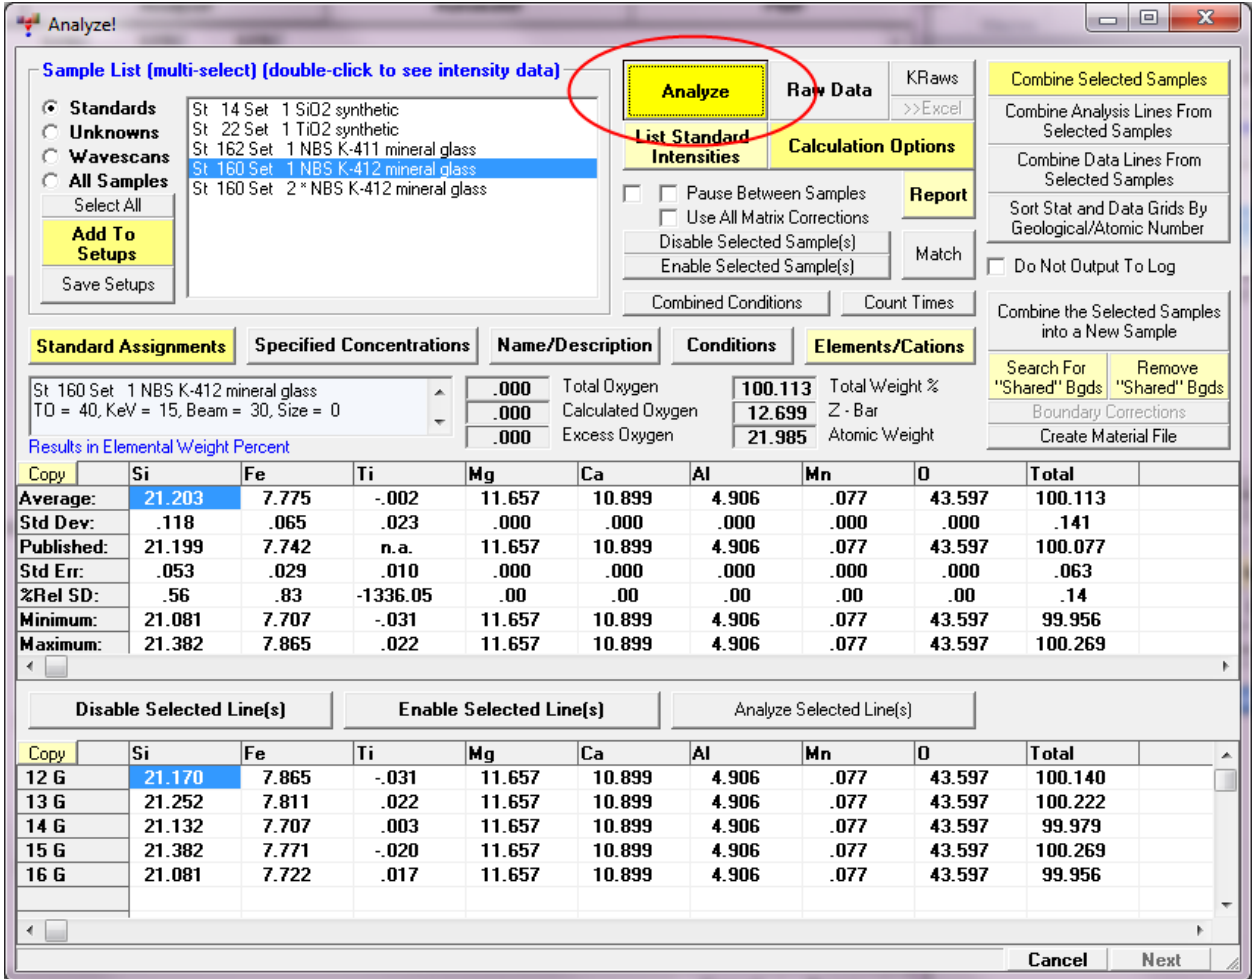 Analyze!
Sample List (multi-select) (double-click to see intensity data)
Standards
Unknowns
Wavescans
All Samples
Select All
Add To
Setups
Save Setups
St 14 Set 1 SiO2 synthetic
St 22 Set 1 TiO2 synthetic
St 162 Set 1 NBS K-411 mineral glass
St 160 Set 1 NBS K-412 mineral glass
St 160 Set 2 * NBS K-412 mineral glass
Analyze
Raw Data
KRaws
>>Excel
List Standard
Intensities
Calculation Options
Pause Between Samples
Use All Matrix Corrections
Report
Disable Selected Sample(s)
Enable Selected Sample(s)
Match
Combined Conditions
Count Times
Combine Selected Samples
Combine Analysis Lines From
Selected Samples
Combine Data Lines From
Selected Samples
Sort Stat and Data Grids By
Geological/Atomic Number
Do Not Output To Log
Combine the Selected Samples
into a New Sample
Search For
"Shared" Bgds
Remove
"Shared" Bgds
Boundary Corrections
Create Material File
Standard Assignments
Specified Concentrations
Name/Description
Conditions
Elements/Cations
St 160 Set 1 NBS K-412 mineral glass
TO = 40, KeV = 15, Beam = 30, Size = 0
Results in Elemental Weight Percent
.000 Total Oxygen 100.113 Total Weight %
.000 Calculated Oxygen 12.699 Z - Bar
.000 Excess Oxygen 21.985 Atomic Weight
Copy Si Fe Ti Mg Ca Al Mn O Total
Average: 21.203 7.775 -.002 11.657 10.899 4.906 .077 43.597 100.113
Std Dev: .118 .065 .023 .000 .000 .000 .000 .000 .141
Published: 21.199 7.742 n.a. 11.657 10.899 4.906 .077 43.597 100.077
Std Err: .053 .029 .010 .000 .000 .000 .000 .000 .063
%Rel SD: .56 .83 -1336.05 .00 .00 .00 .00 .00 .14
Minimum: 21.081 7.707 -.031 11.657 10.899 4.906 .077 43.597 99.956
Maximum: 21.382 7.865 .022 11.657 10.899 4.906 .077 43.597 100.269
Disable Selected Line(s)
Enable Selected Line(s)
Analyze Selected Line(s)
Copy Si Fe Ti Mg Ca Al Mn O Total
12 G 21.170 7.865 -.031 11.657 10.899 4.906 .077 43.597 100.140
13 G 21.252 7.811 .022 11.657 10.899 4.906 .077 43.597 100.222
14 G 21.132 7.707 .003 11.657 10.899 4.906 .077 43.597 99.979
15 G 21.382 7.771 -.020 11.657 10.899 4.906 .077 43.597 100.269
16 G 21.081 7.722 .017 11.657 10.899 4.906 .077 43.597 99.956
Cancel
Next